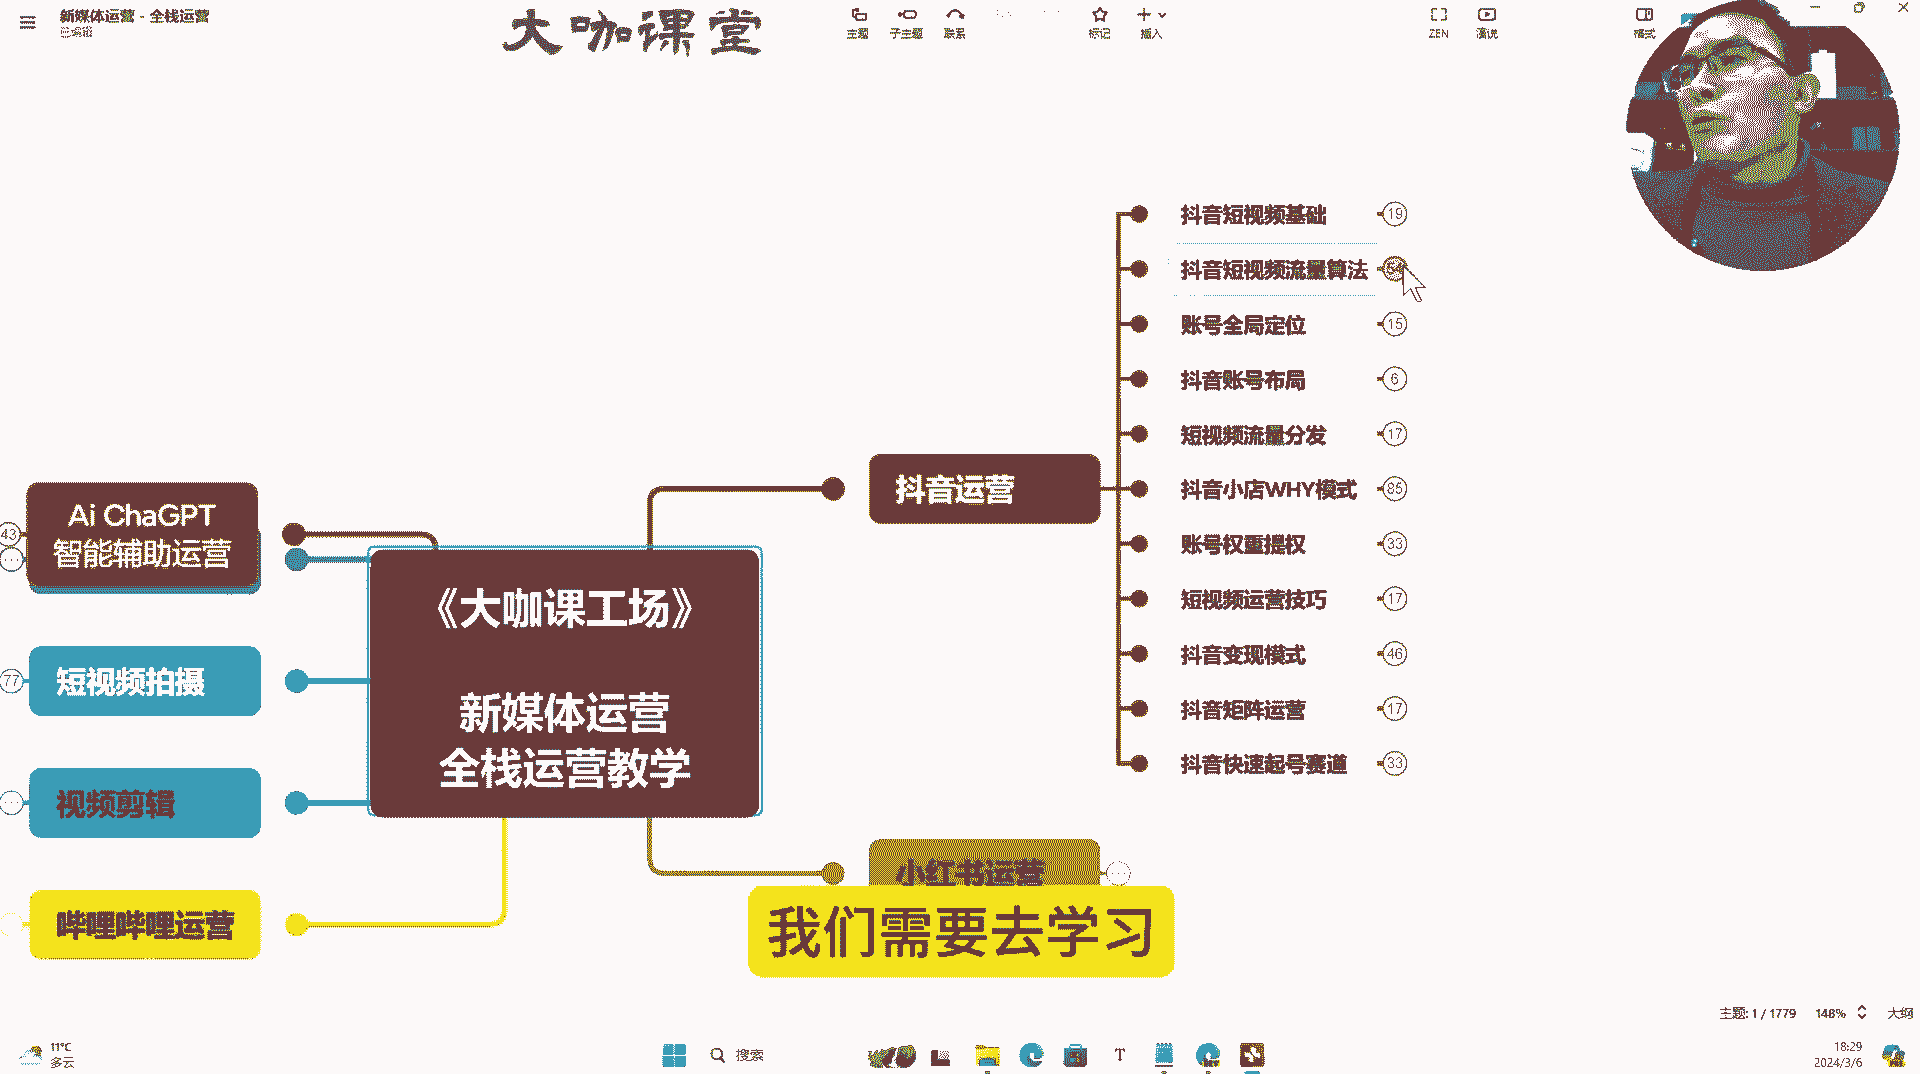 新媒体运营 - 全栈运营
已编辑
大咖课堂
主题
子主题
联系
标记
插入
ZEN
演说
格式
抖音短视频基础
19
抖音短视频流量算法
54
账号全局定位
15
抖音账号布局
6
短视频流量分发
17
抖音运营
抖音小店WHY模式
85
账号权重提权
33
短视频运营技巧
17
抖音变现模式
46
抖音矩阵运营
17
抖音快速起号赛道
33
43
Ai ChaGPT
智能辅助运营
77
短视频拍摄
视频剪辑
哔哩哔哩运营
《大咖课工场》
新媒体运营
全栈运营教学
小红书运营
我们需要去学习
主题: 1 / 1779
148%
大纲
11°C
多云
搜索
18:29
2024/3/6